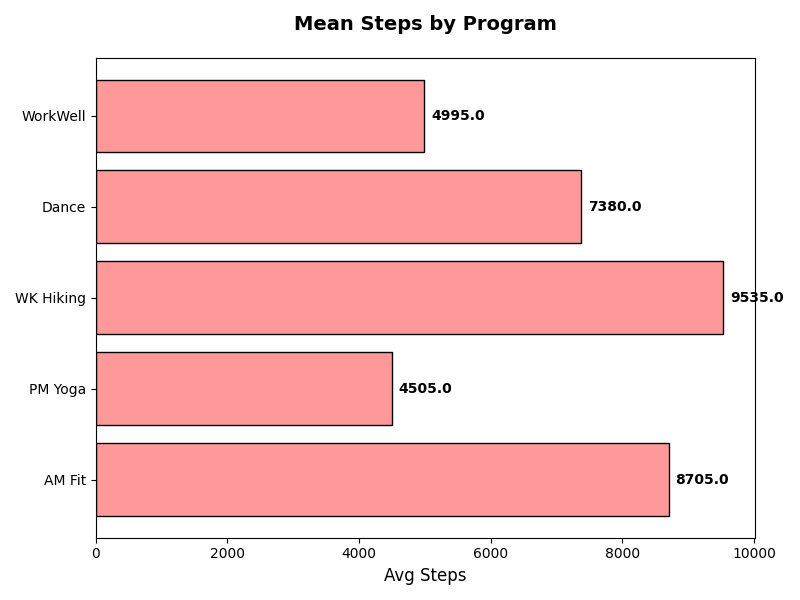 Mean Steps by Program
WorkWell
4995.0
Dance
7380.0
WK Hiking
9535.0
PM Yoga
4505.0
AM Fit
8705.0
0 2000 4000 6000 8000 10000
Avg Steps